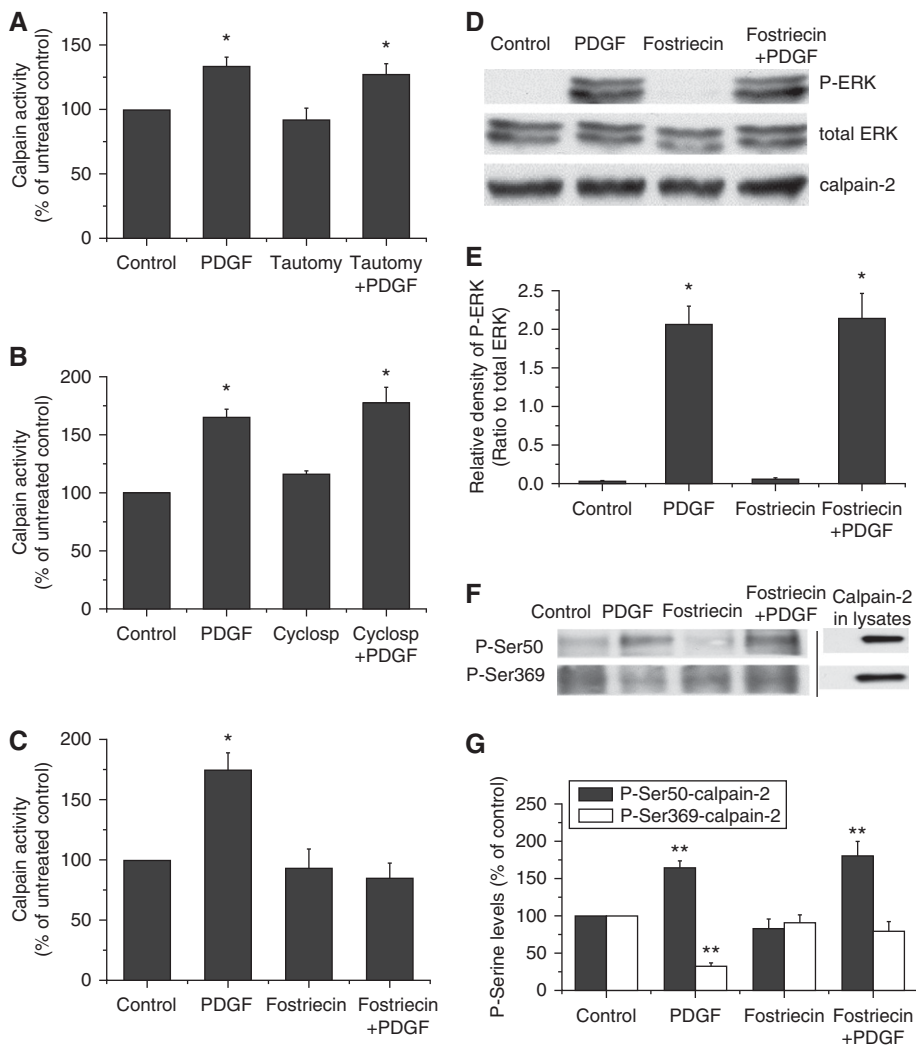 A
Calpain activity
(% of untreated control)
150
100
50
0
*
*
Control
PDGF
Tautomy
Tautomy
+PDGF
B
Calpain activity
(% of untreated control)
200
150
100
50
0
*
*
Control
PDGF
Cyclosp
Cyclosp
+PDGF
C
Calpain activity
(% of untreated control)
200
150
100
50
0
*
Control
PDGF
Fostriecin
Fostriecin
+PDGF
D
Control
PDGF
Fostriecin
Fostriecin
+PDGF
P-ERK
total ERK
calpain-2
E
Relative density of P-ERK
(Ratio to total ERK)
2.5
2.0
1.5
1.0
0.5
0.0
*
*
Control
PDGF
Fostriecin
Fostriecin
+PDGF
F
Control
PDGF
Fostriecin
Fostriecin
+PDGF
Calpain-2
in lysates
P-Ser50
P-Ser369
G
P-Serine levels (% of control)
250
200
150
100
50
0
P-Ser50-calpain-2
P-Ser369-calpain-2
**
**
**
Control
PDGF
Fostriecin
Fostriecin
+PDGF